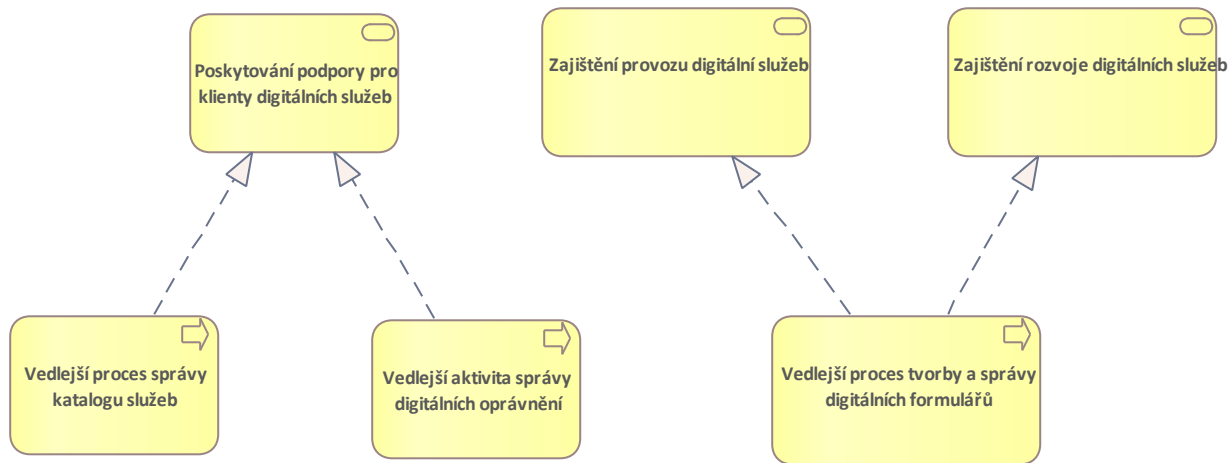 Poskytování podpory pro
klienty digitálních služeb
Zajištění provozu digitální služeb
Zajištění rozvoje digitálních služeb
Vedlejší proces správy
katalogu služeb
Vedlejší aktivita správy
digitálních oprávnění
Vedlejší proces tvorby a správy
digitálních formulářů